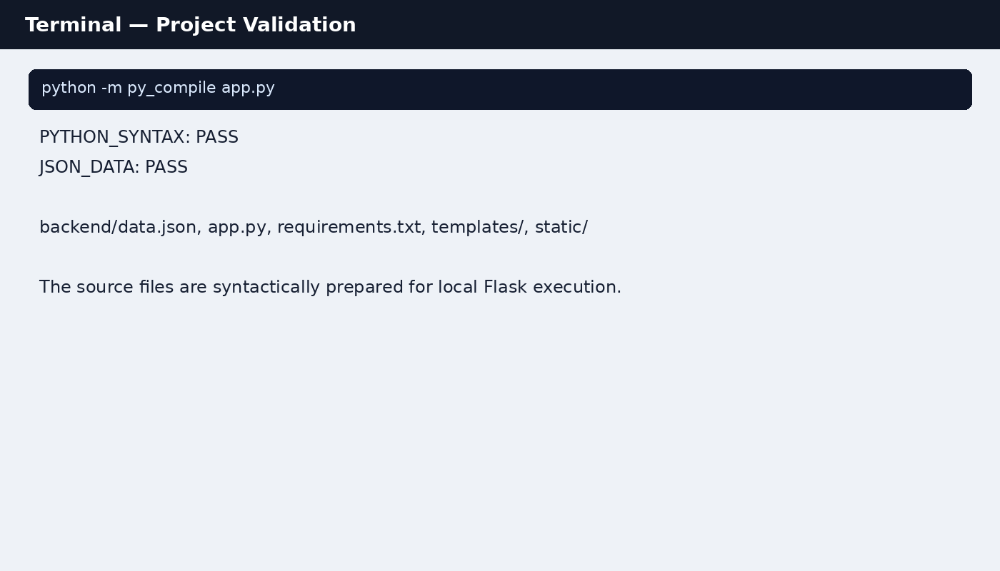 Terminal — Project Validation
python -m py_compile app.py
PYTHON_SYNTAX: PASS
JSON_DATA: PASS
backend/data.json, app.py, requirements.txt, templates/, static/
The source files are syntactically prepared for local Flask execution.